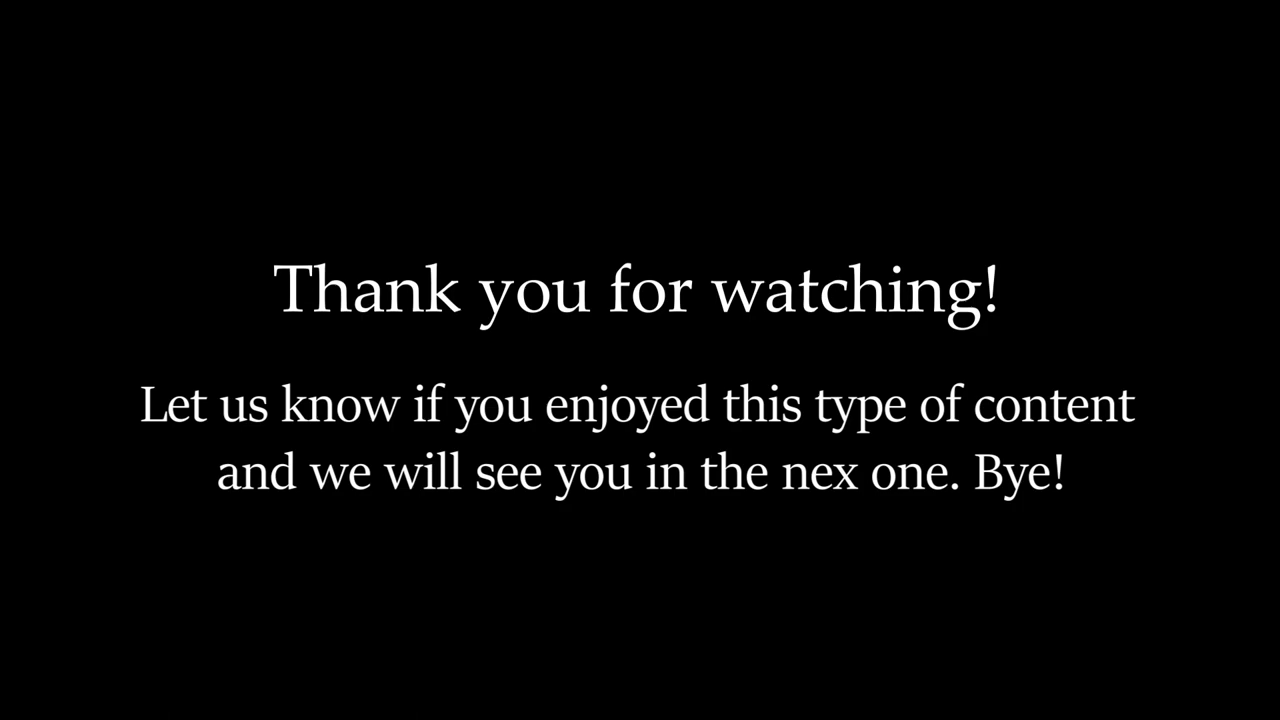 Thank you for watching!
Let us know if you enjoyed this type of content
and we will see you in the nex one. Bye!